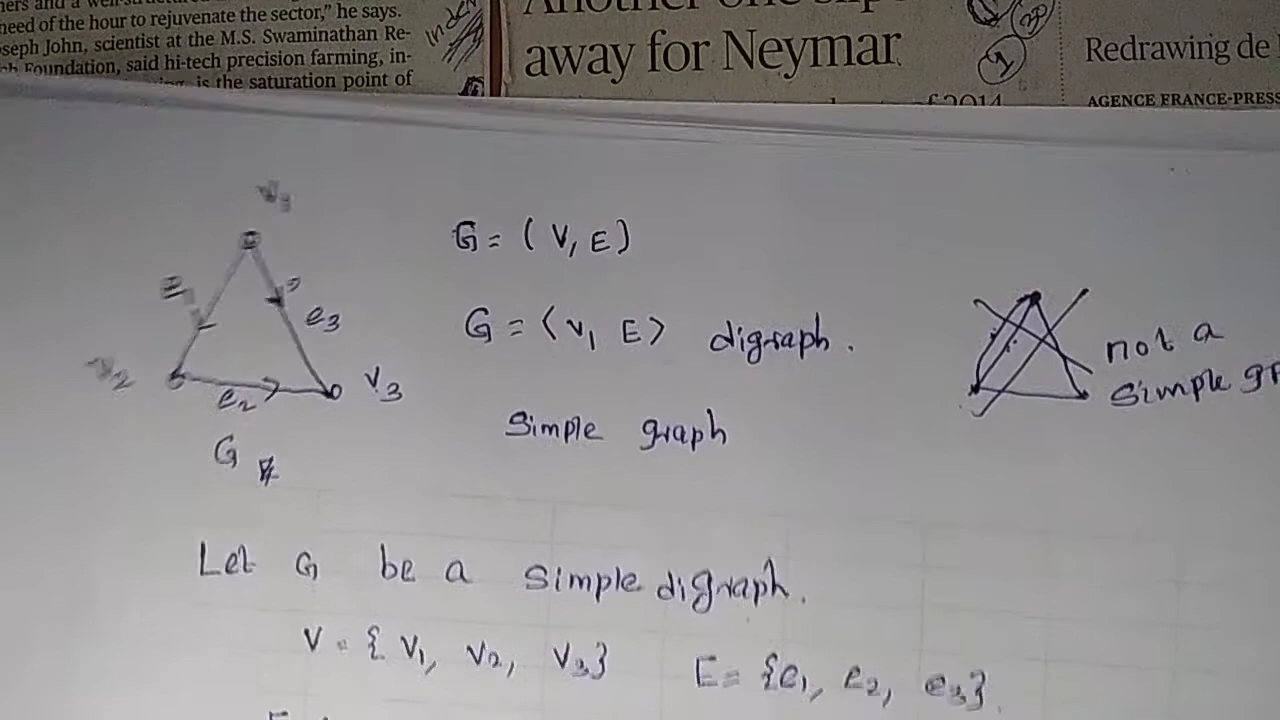 need of the hour to rejuvenate the sector," he says.
oseph John, scientist at the M.S. Swaminathan Re-
Foundation, said hi-tech precision farming, in-
is the saturation point of
away for Neymar
Redrawing de
AGENCE FRANCE-PRESS
G = (V, E)
G = ⟨V, E⟩ digraph.
Simple graph
e3
v2
e2
v3
G
not a
Simple gr
Let G be a simple digraph.
V = {v1, v2, v3} E = {e1, e2, e3}.